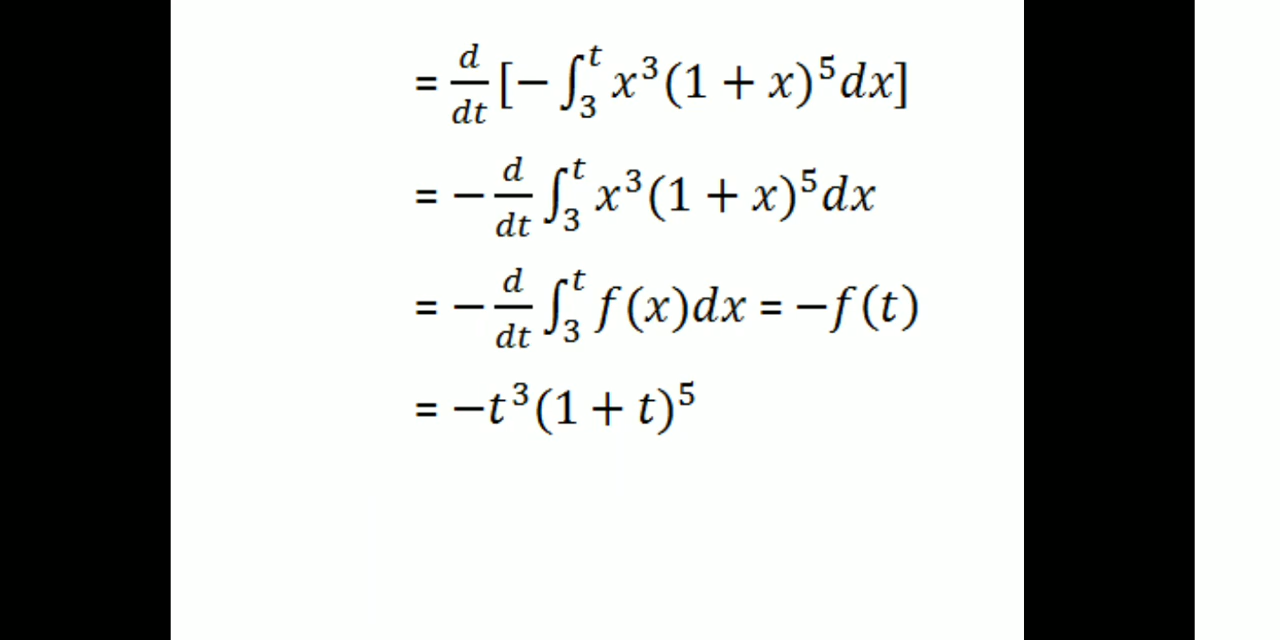 = d/dt [− ∫₃ᵗ x³(1 + x)⁵dx]
= − d/dt ∫₃ᵗ x³(1 + x)⁵dx
= − d/dt ∫₃ᵗ f(x)dx = −f(t)
= −t³(1 + t)⁵